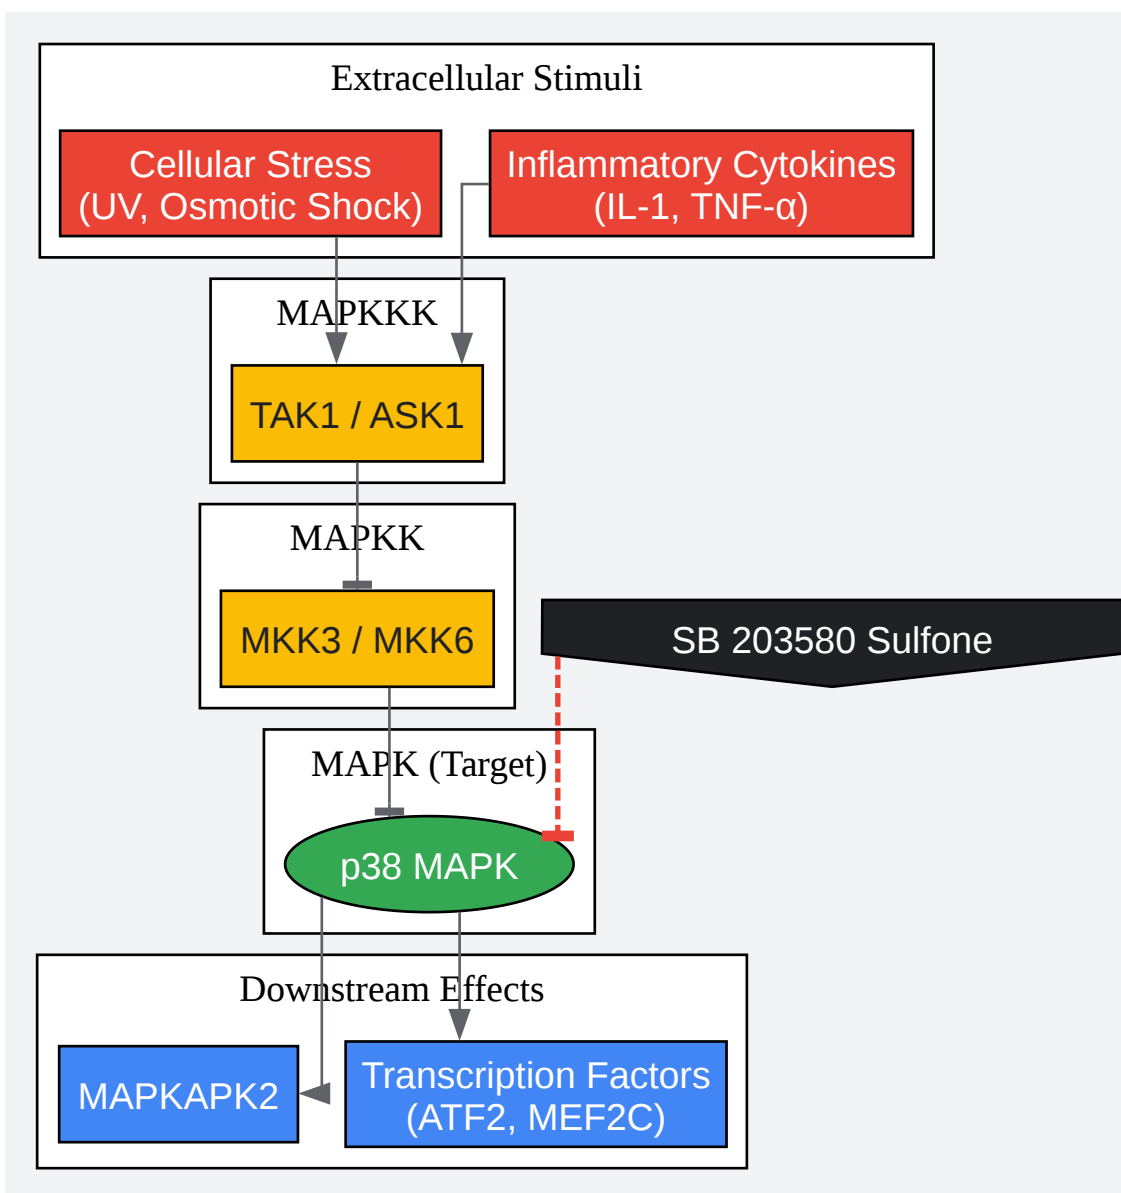 Extracellular Stimuli
Cellular Stress
(UV, Osmotic Shock)
Inflammatory Cytokines
(IL-1, TNF-α)
MAPKKK
TAK1 / ASK1
MAPKK
MKK3 / MKK6
SB 203580 Sulfone
MAPK (Target)
p38 MAPK
Downstream Effects
MAPKAPK2
Transcription Factors
(ATF2, MEF2C)